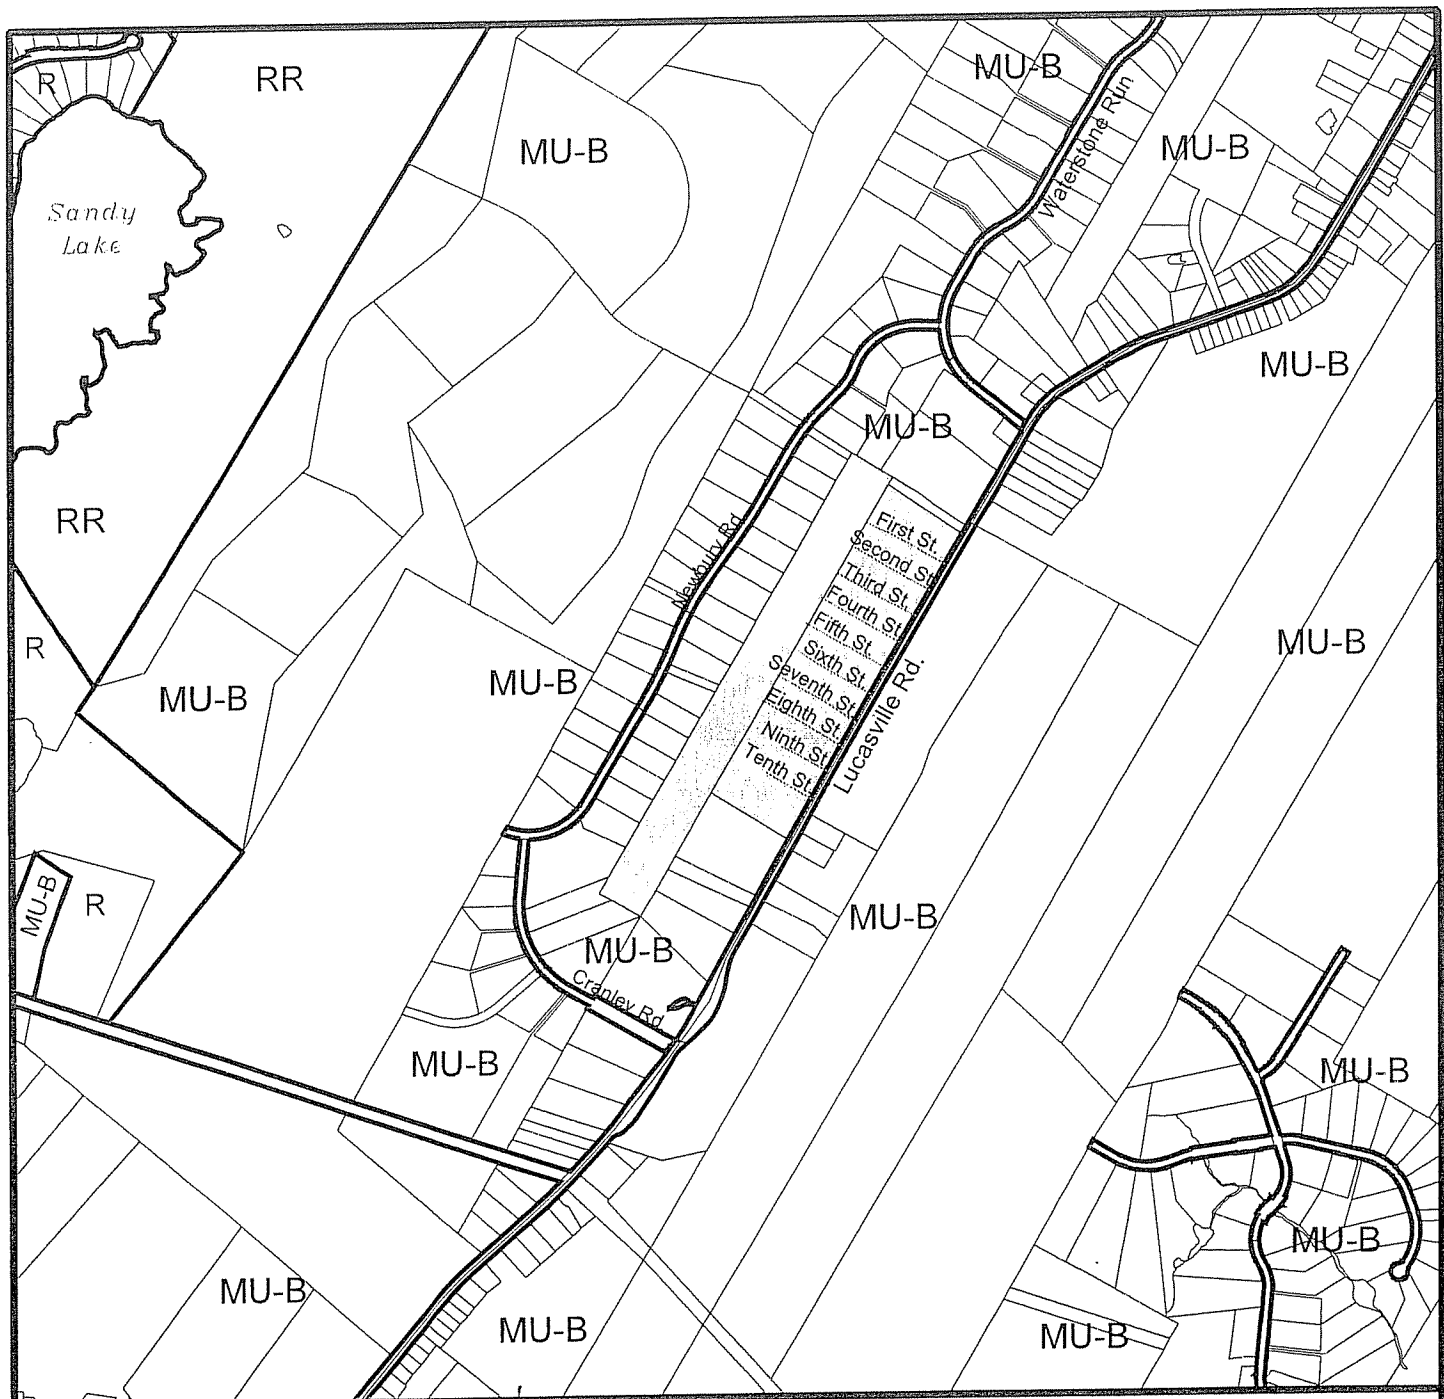 R
RR
MU-B
MU-B
Waterstone Run
MU-B
Sandy
Lake
MU-B
MU-B
RR
First St.
Second St.
Third St.
Fourth St.
Fifth St.
Sixth St.
Seventh St.
Eighth St.
Ninth St.
Tenth St.
Newbury Rd.
Lucasville Rd.
R
MU-B
MU-B
MU-B
MU-B
R
MU-B
MU-B
Cranley Rd.
MU-B
MU-B
MU-B
MU-B
MU-B
MU-B